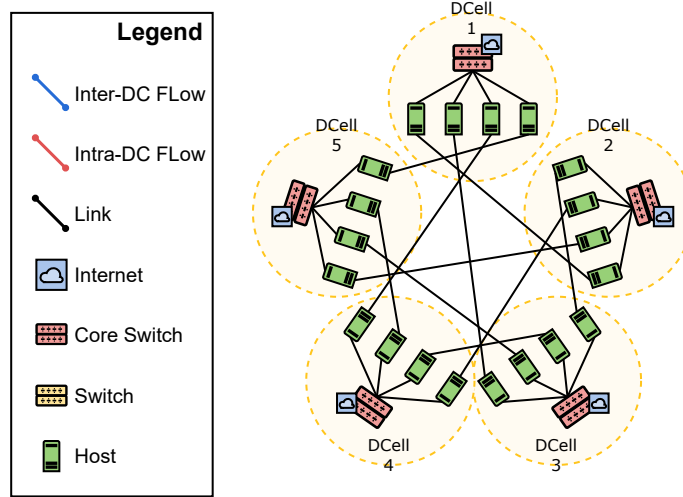 Legend
Inter-DC FLow
Intra-DC FLow
Link
Internet
Core Switch
Switch
Host
DCell
1
DCell
2
DCell
3
DCell
4
DCell
5